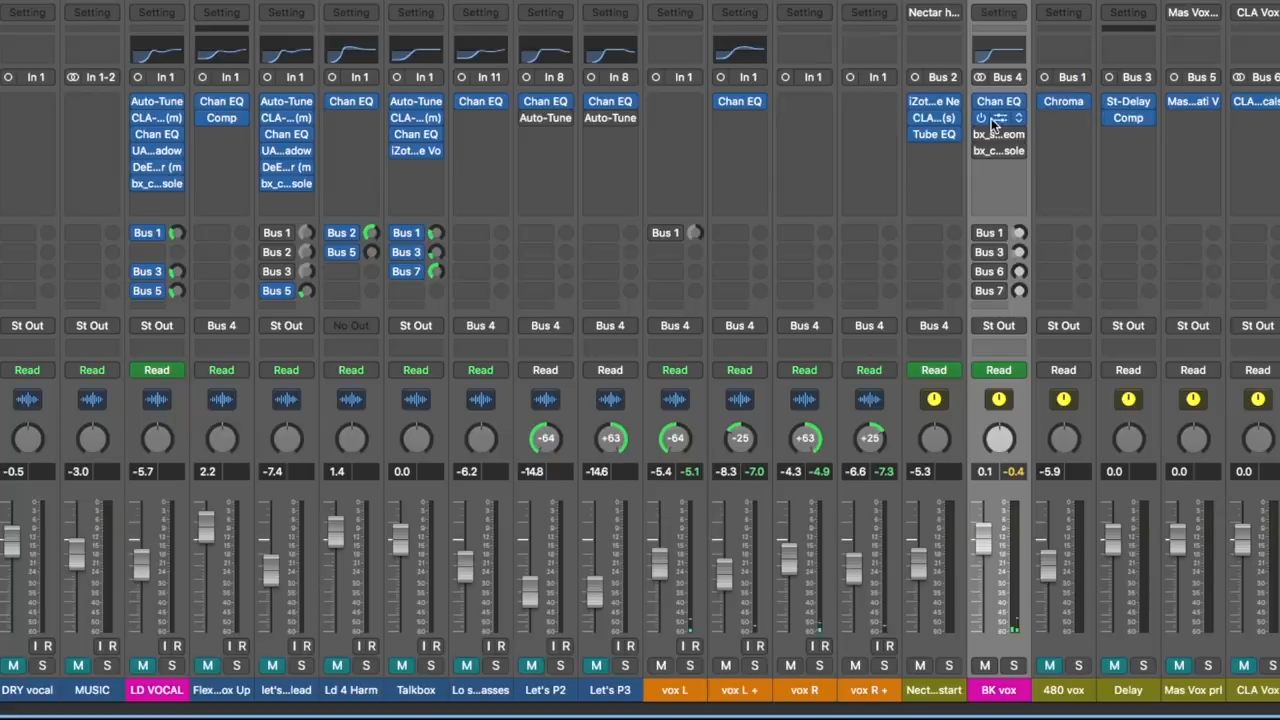 Setting Setting Setting Setting Setting Setting Setting Setting Setting Setting Setting Setting Setting Setting Nectar h... Setting Setting Setting Mas Vox... CLA Vox
In 1 In 1-2 In 1 In 1 In 1 In 1 In 1 In 11 In 8 In 8 In 1 In 1 In 1 In 1 Bus 2 Bus 4 Bus 1 Bus 3 Bus 5 Bus 6
Auto-Tune Chan EQ Auto-Tune Chan EQ Auto-Tune Chan EQ Chan EQ Chan EQ Chan EQ iZot...e Ne Chan EQ Chroma St-Delay Mas...ati V CLA...cals
CLA-...(m) Comp CLA-...(m) CLA-...(m) Auto-Tune Auto-Tune CLA...(s) Comp
Chan EQ Chan EQ Chan EQ Tube EQ
UA...adow UA...adow iZot...e Vo bx_c...sole
DeE...r (m DeE...r (m
bx_c...sole bx_c...sole
Bus 1 Bus 1 Bus 2 Bus 1 Bus 1 Bus 1
Bus 2 Bus 5 Bus 3 Bus 3
Bus 3 Bus 3 Bus 7 Bus 6
Bus 5 Bus 5 Bus 7
St Out St Out St Out Bus 4 St Out No Out St Out Bus 4 Bus 4 Bus 4 Bus 4 Bus 4 Bus 4 Bus 4 Bus 4 St Out St Out St Out St Out St Out
Read Read Read Read Read Read Read Read Read Read Read Read Read Read Read Read Read Read Read Read
-64 +63 -64 -25 +63 +25
-0.5 -3.0 -5.7 2.2 -7.4 1.4 0.0 -6.2 -14.8 -14.6 -5.4 -5.1 -8.3 -7.0 -4.3 -4.9 -6.6 -7.3 -5.3 0.1 -0.4 -5.9 0.0 0.0 0.0
I R I R I R I R I R I R I R I R I R I R I R I R I R I R
M S M S M S M S M S M S M S M S M S M S M S M S M S M S M S M S M S M S M S M S
DRY vocal MUSIC LD VOCAL Flex...ox Up let's...lead Ld 4 Harm Talkbox Lo s...asses Let's P2 Let's P3 vox L vox L + vox R vox R + Nect...start BK vox 480 vox Delay Mas Vox prl CLA Vox